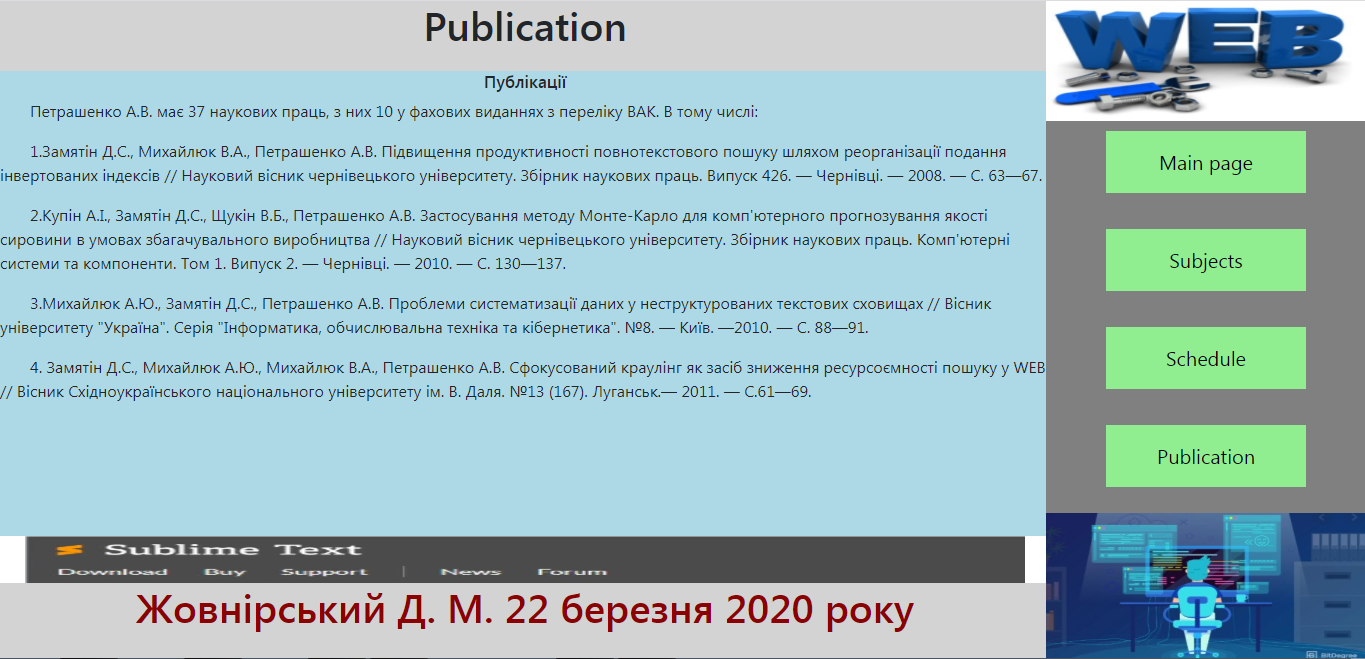 Publication
Публікації
Петрашенко А.В. має 37 наукових праць, з них 10 у фахових виданнях з переліку ВАК. В тому числі:
1.Замятін Д.С., Михайлюк В.А., Петрашенко А.В. Підвищення продуктивності повнотекстового пошуку шляхом реорганізації подання
інвертованих індексів // Науковий вісник чернівецького університету. Збірник наукових праць. Випуск 426. — Чернівці. — 2008. — С. 63—67.
2.Купін А.І., Замятін Д.С., Щукін В.Б., Петрашенко А.В. Застосування методу Монте-Карло для комп'ютерного прогнозування якості
сировини в умовах збагачувального виробництва // Науковий вісник чернівецького університету. Збірник наукових праць. Комп'ютерні
системи та компоненти. Том 1. Випуск 2. — Чернівці. — 2010. — С. 130—137.
3.Михайлюк А.Ю., Замятін Д.С., Петрашенко А.В. Проблеми систематизації даних у неструктурованих текстових сховищах // Вісник
університету "Україна". Серія "Інформатика, обчислювальна техніка та кібернетика". №8. — Київ. —2010. — С. 88—91.
4. Замятін Д.С., Михайлюк А.Ю., Михайлюк В.А., Петрашенко А.В. Сфокусований краулінг як засіб зниження ресурсоємності пошуку у WEB
// Вісник Східноукраїнського національного університету ім. В. Даля. №13 (167). Луганськ.— 2011. — С.61—69.
Sublime Text
Download Buy Support | News Forum
Жовнірський Д. М. 22 березня 2020 року
WEB
Main page
Subjects
Schedule
Publication
BitDegree